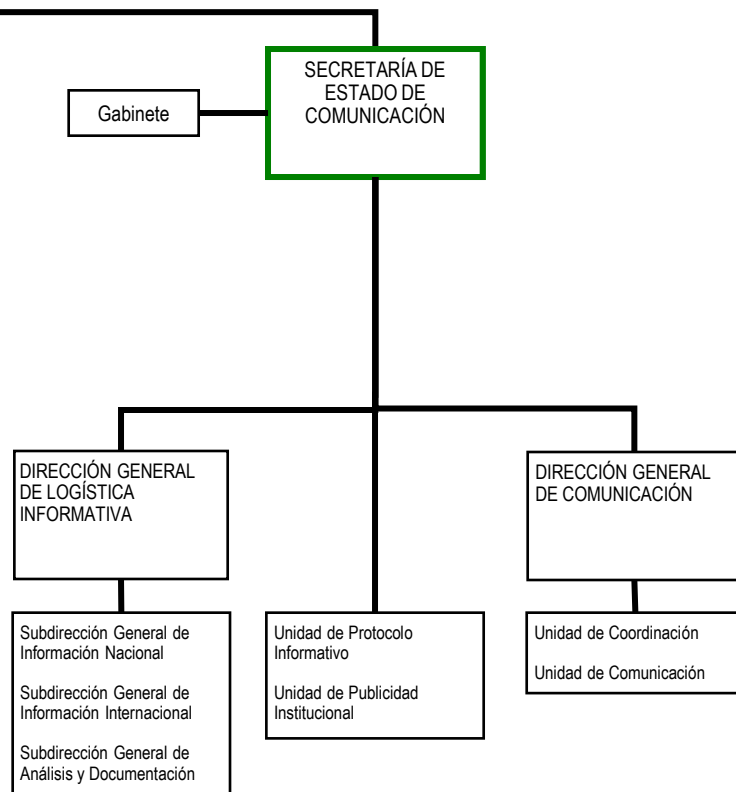 SECRETARÍA DE
ESTADO DE
COMUNICACIÓN
Gabinete
DIRECCIÓN GENERAL
DE LOGÍSTICA
INFORMATIVA
DIRECCIÓN GENERAL
DE COMUNICACIÓN
Subdirección General de
Información Nacional
Subdirección General de
Información Internacional
Subdirección General de
Análisis y Documentación
Unidad de Protocolo
Informativo
Unidad de Publicidad
Institucional
Unidad de Coordinación
Unidad de Comunicación